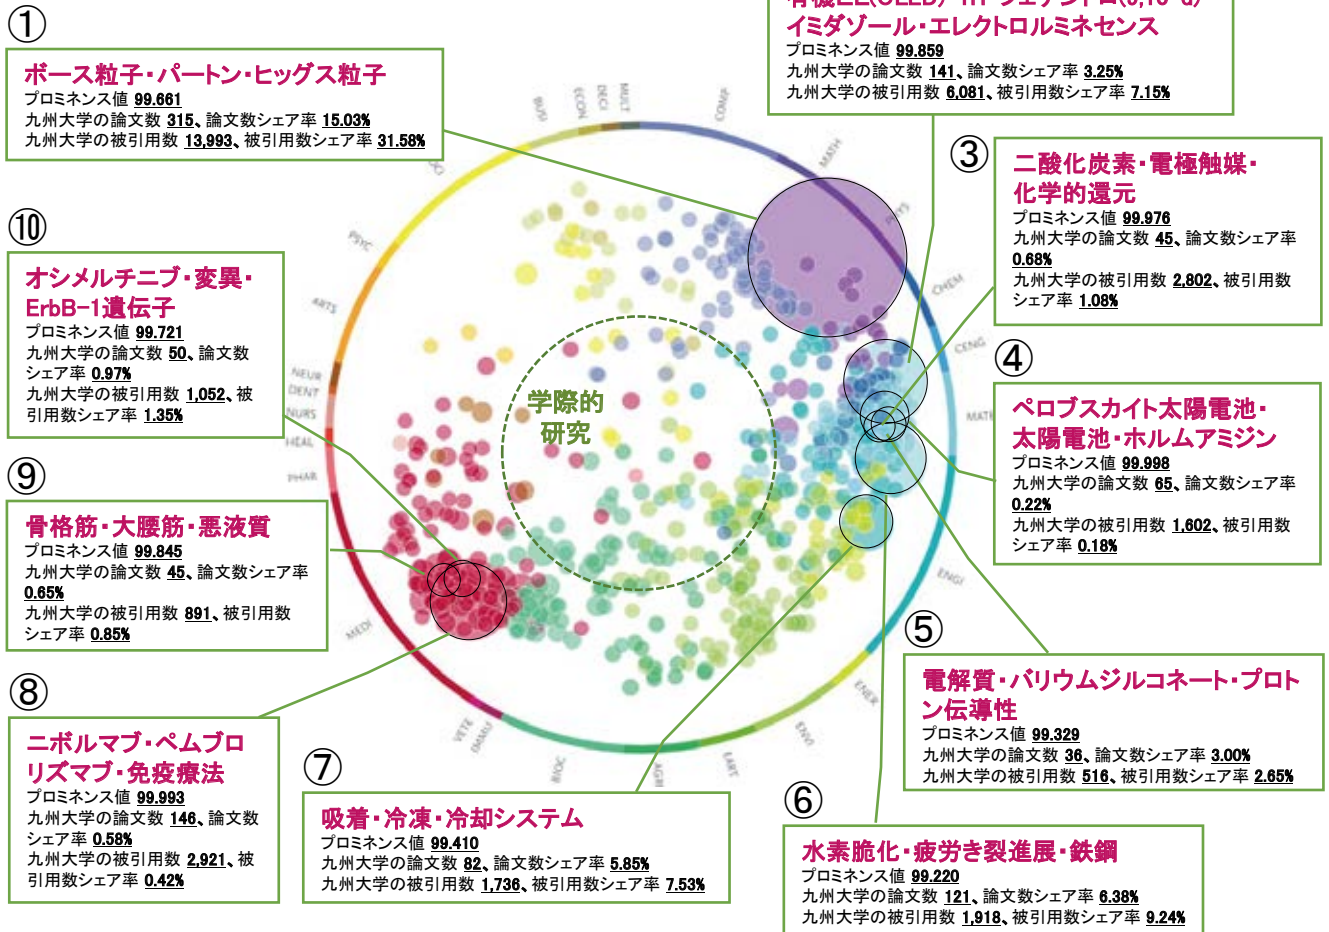 ①
ボース粒子・パートン・ヒッグス粒子
プロミネンス値 99.661
九州大学の論文数 315、論文数シェア率 15.03%
九州大学の被引用数 13,993、被引用数シェア率 31.58%
イミダゾール・エレクトロルミネセンス
プロミネンス値 99.859
九州大学の論文数 141、論文数シェア率 3.25%
九州大学の被引用数 6,081、被引用数シェア率 7.15%
③
二酸化炭素・電極触媒・
化学的還元
プロミネンス値 99.976
九州大学の論文数 45、論文数シェア率
0.68%
九州大学の被引用数 2,802、被引用数
シェア率 1.08%
④
ペロブスカイト太陽電池・
太陽電池・ホルムアミジン
プロミネンス値 99.998
九州大学の論文数 65、論文数シェア率
0.22%
九州大学の被引用数 1,602、被引用数
シェア率 0.18%
⑤
電解質・バリウムジルコネート・プロト
ン伝導性
プロミネンス値 99.329
九州大学の論文数 36、論文数シェア率 3.00%
九州大学の被引用数 516、被引用数シェア率 2.65%
⑥
水素脆化・疲労き裂進展・鉄鋼
プロミネンス値 99.220
九州大学の論文数 121、論文数シェア率 6.38%
九州大学の被引用数 1,918、被引用数シェア率 9.24%
⑦
吸着・冷凍・冷却システム
プロミネンス値 99.410
九州大学の論文数 82、論文数シェア率 5.85%
九州大学の被引用数 1,736、被引用数シェア率 7.53%
⑧
ニボルマブ・ペムブロ
リズマブ・免疫療法
プロミネンス値 99.993
九州大学の論文数 146、論文数
シェア率 0.58%
九州大学の被引用数 2,921、被
引用数シェア率 0.42%
⑨
骨格筋・大腰筋・悪液質
プロミネンス値 99.845
九州大学の論文数 45、論文数シェア率
0.65%
九州大学の被引用数 891、被引用数
シェア率 0.85%
⑩
オシメルチニブ・変異・
ErbB-1遺伝子
プロミネンス値 99.721
九州大学の論文数 50、論文数
シェア率 0.97%
九州大学の被引用数 1,052、被
引用数シェア率 1.35%
学際的
研究
COMP
MATH
PHYS
CHEM
CENG
MATE
ENGI
ENER
ENVI
EART
AGRI
BIOC
IMMU
VETE
MEDI
PHAR
HEAL
NURS
DENT
NEUR
ARTS
PSYC
BUSI
ECON
DECI
MULT